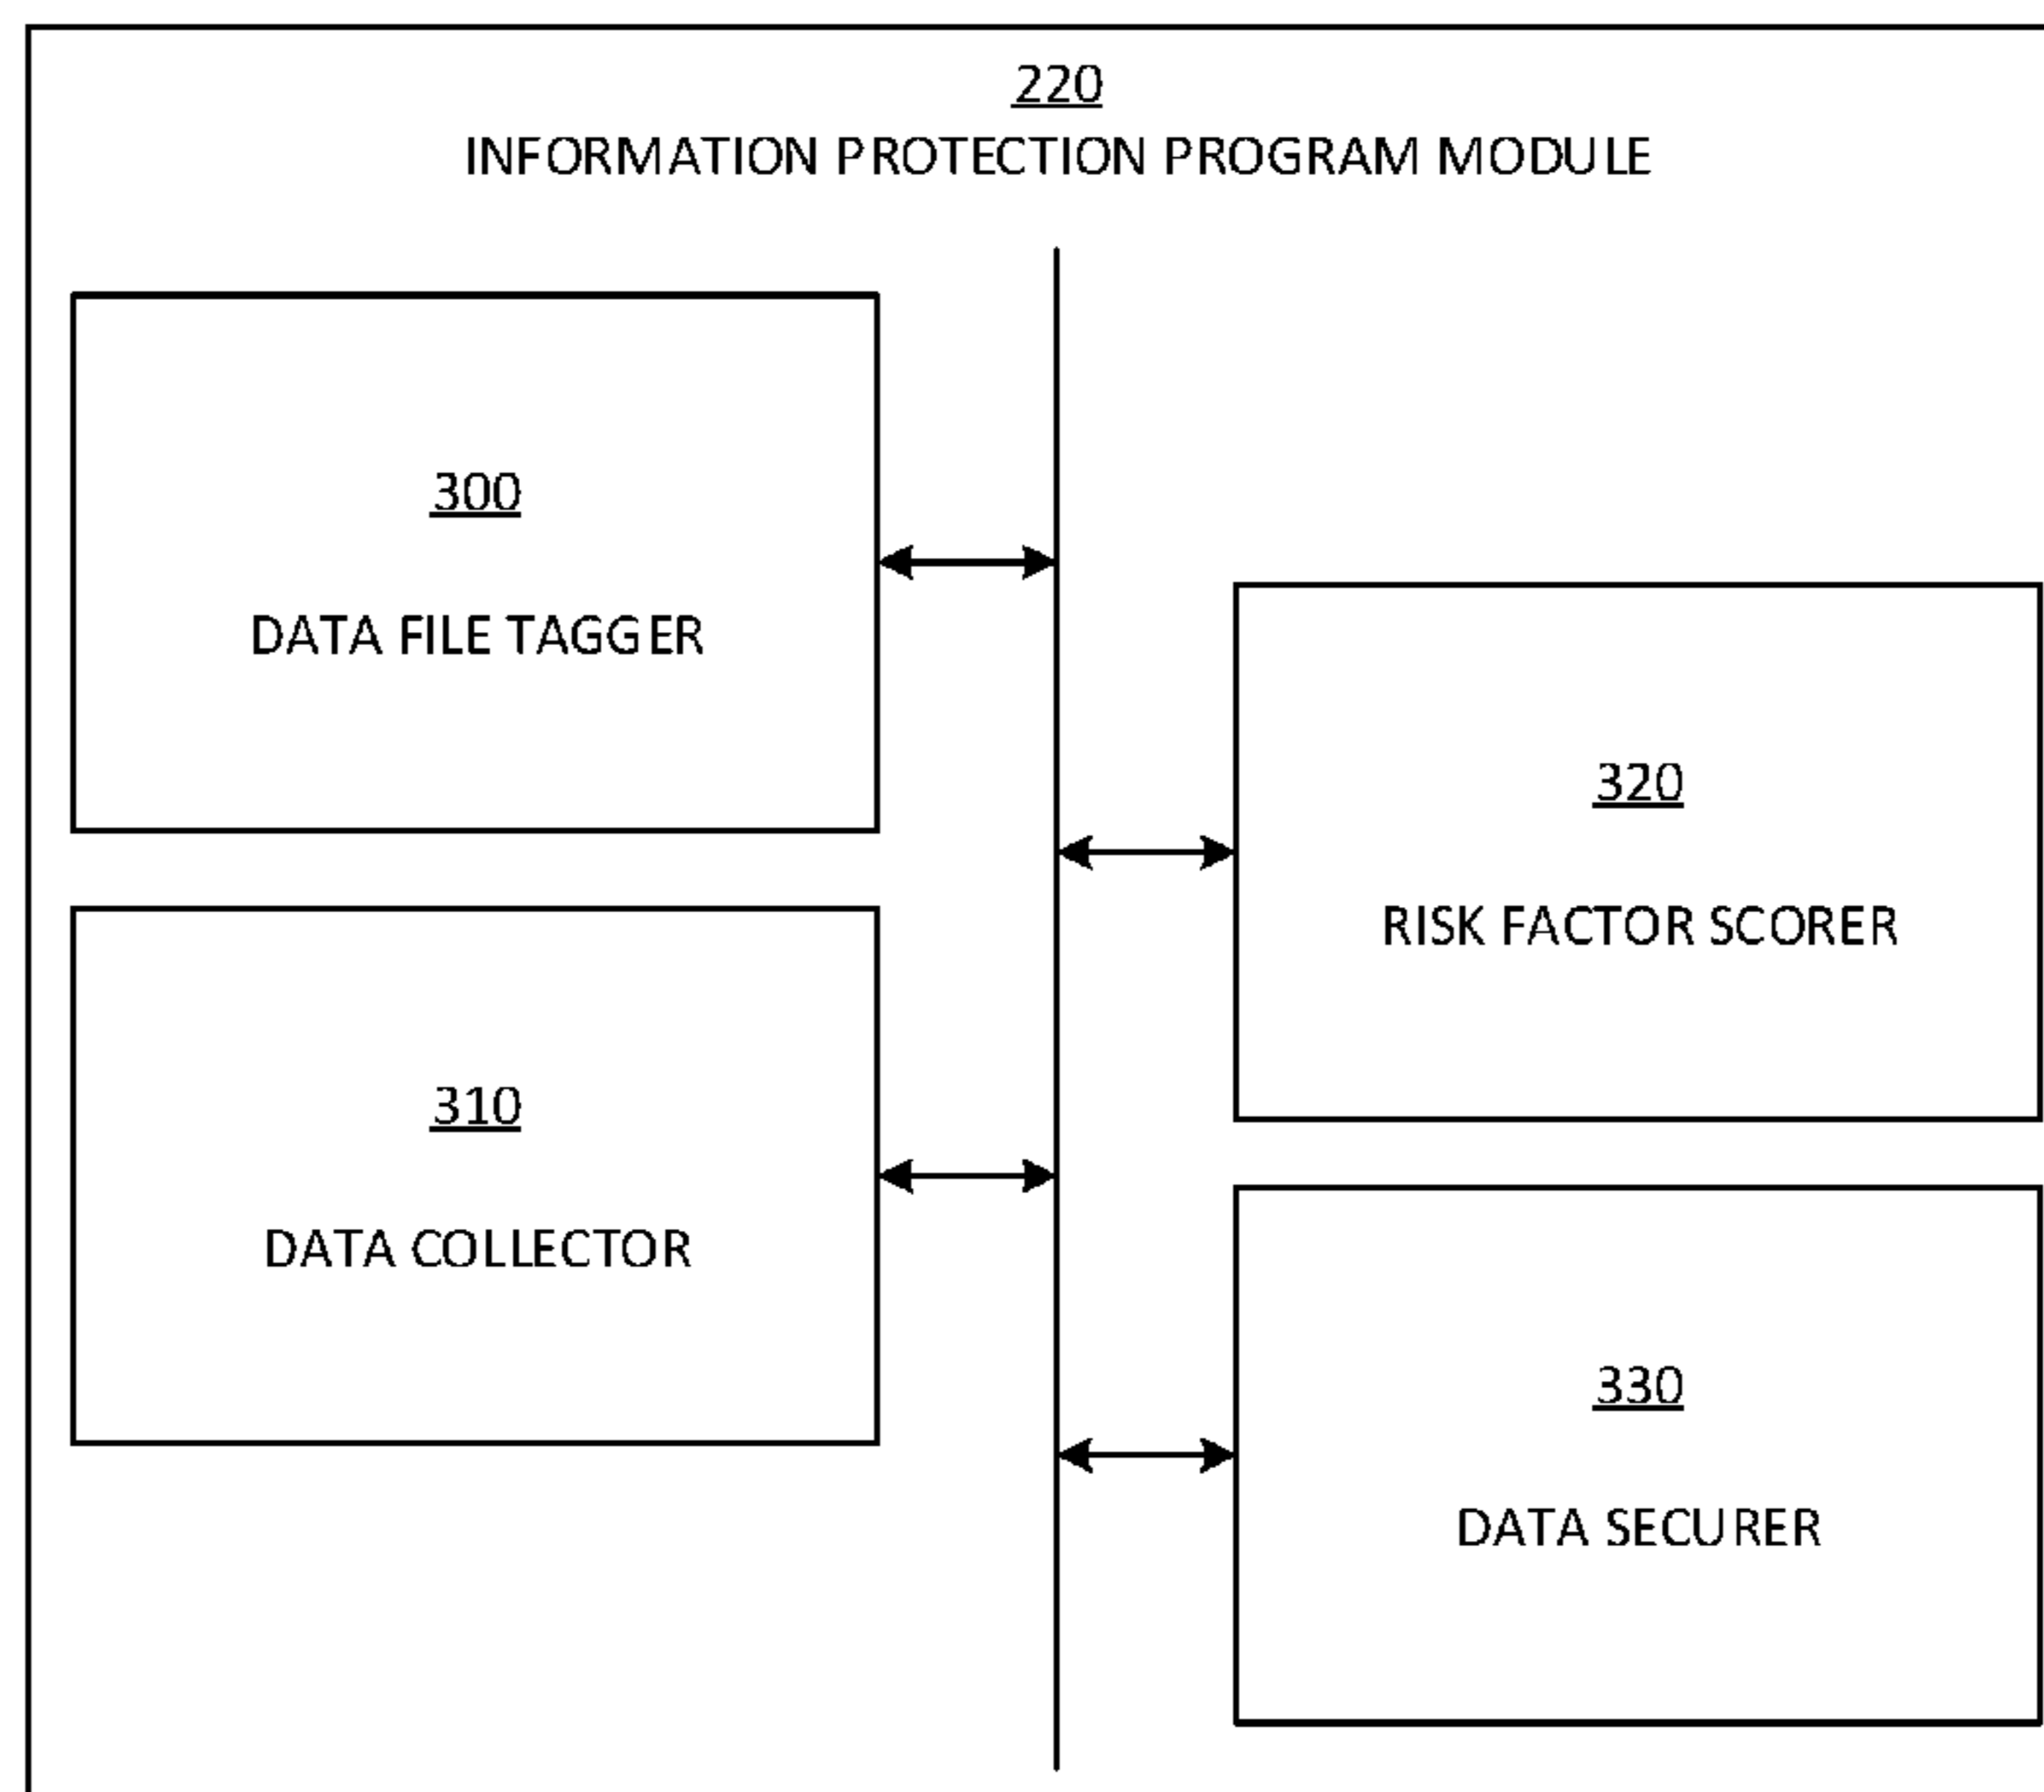 220
INFORMATION PROTECTION PROGRAM MODULE
300
DATA FILE TAGGER
320
RISK FACTOR SCORER
310
DATA COLLECTOR
330
DATA SECURER